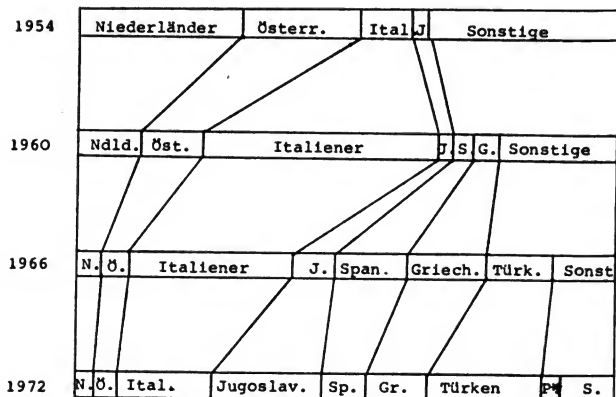 1954 Niederländer Österr. Ital J Sonstige
1960 Ndld. Öst. Italiener J. S. G. Sonstige
1966 N. Ö. Italiener J. Span. Griech. Türk. Sonst
1972 N. Ö. Ital. Jugoslav. Sp. Gr. Türken P* S.